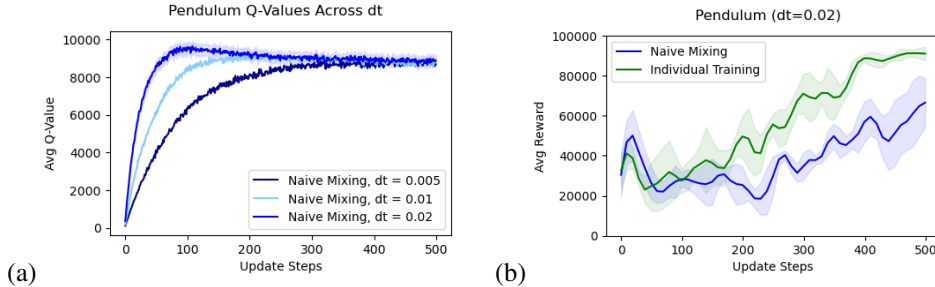 Pendulum Q-Values Across dt
10000
8000
6000
4000
2000
0
Avg Q-Value
Naive Mixing, dt = 0.005
Naive Mixing, dt = 0.01
Naive Mixing, dt = 0.02
0 100 200 300 400 500
Update Steps
(a)
Pendulum (dt=0.02)
100000
80000
60000
40000
20000
0
Avg Reward
Naive Mixing
Individual Training
0 100 200 300 400 500
Update Steps
(b)